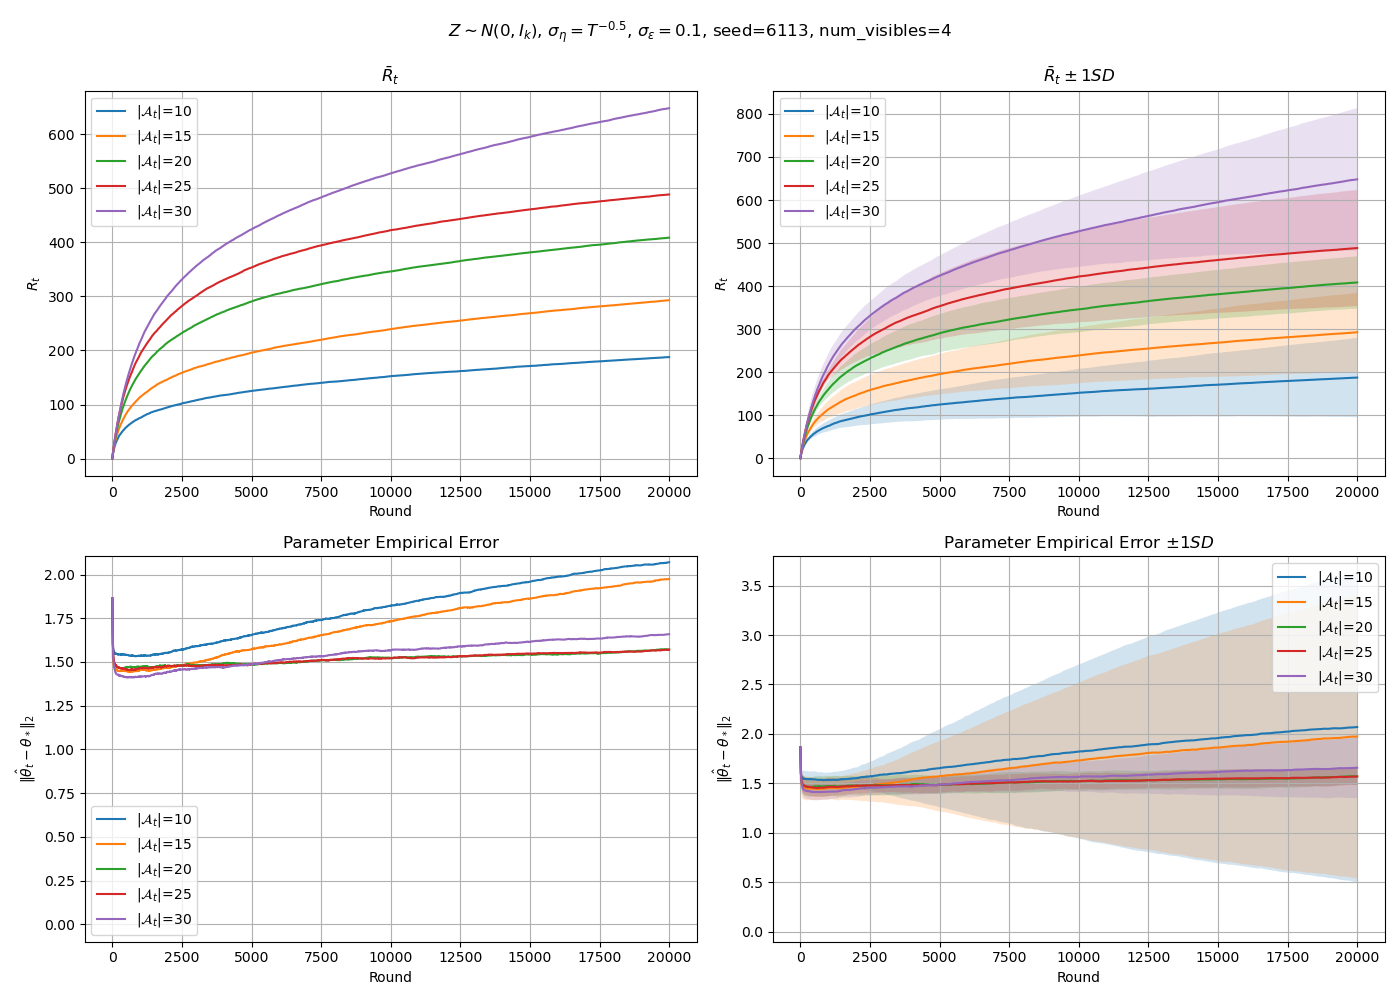 Z ∼ N(0, I_k), σ_η = T^{−0.5}, σ_ε = 0.1, seed=6113, num_visibles=4
R̄_t
R_t
600
500
400
300
200
100
0
|𝒜_t|=10
|𝒜_t|=15
|𝒜_t|=20
|𝒜_t|=25
|𝒜_t|=30
0 2500 5000 7500 10000 12500 15000 17500 20000
Round
R̄_t ± 1SD
R_t
800
700
600
500
400
300
200
100
0
|𝒜_t|=10
|𝒜_t|=15
|𝒜_t|=20
|𝒜_t|=25
|𝒜_t|=30
0 2500 5000 7500 10000 12500 15000 17500 20000
Round
Parameter Empirical Error
‖θ̂_t − θ_*‖_2
2.00
1.75
1.50
1.25
1.00
0.75
0.50
0.25
0.00
|𝒜_t|=10
|𝒜_t|=15
|𝒜_t|=20
|𝒜_t|=25
|𝒜_t|=30
0 2500 5000 7500 10000 12500 15000 17500 20000
Round
Parameter Empirical Error ±1SD
‖θ̂_t − θ_*‖_2
3.5
3.0
2.5
2.0
1.5
1.0
0.5
0.0
|𝒜_t|=10
|𝒜_t|=15
|𝒜_t|=20
|𝒜_t|=25
|𝒜_t|=30
0 2500 5000 7500 10000 12500 15000 17500 20000
Round